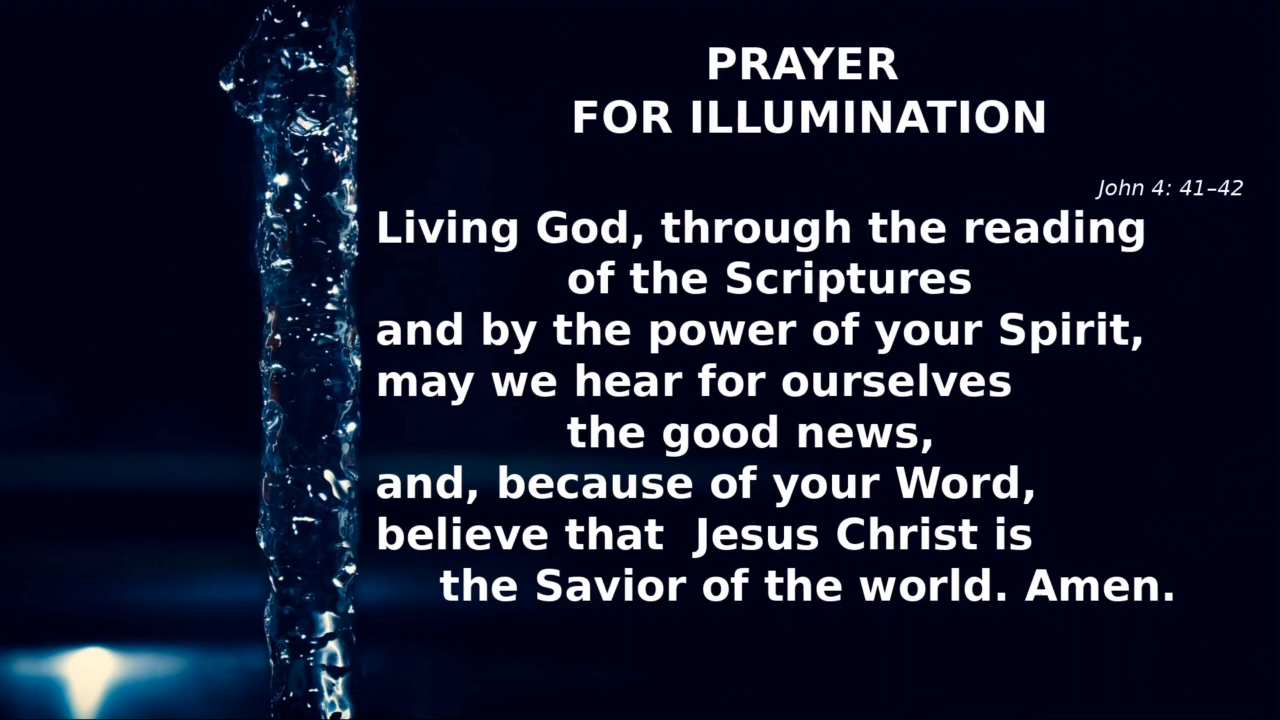 PRAYER
FOR ILLUMINATION
John 4: 41–42
Living God, through the reading
of the Scriptures
and by the power of your Spirit,
may we hear for ourselves
the good news,
and, because of your Word,
believe that  Jesus Christ is
the Savior of the world. Amen.